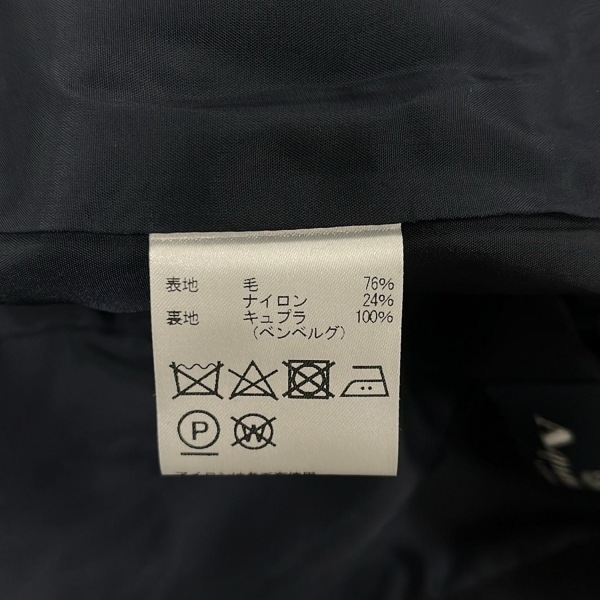 表地 毛 76%
ナイロン 24%
裏地 キュプラ 100%
(ベンベルグ)
P W